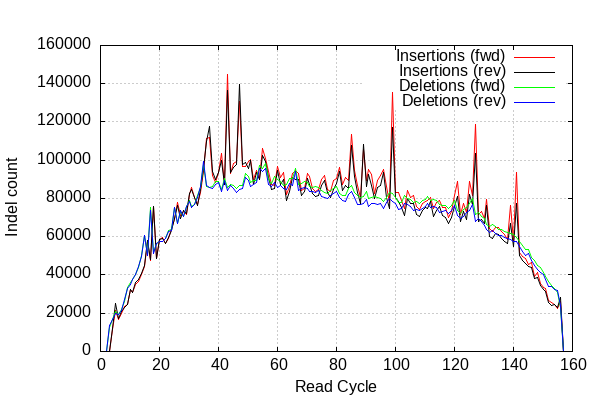 160000
140000
120000
100000
80000
60000
40000
20000
0
Indel count
Insertions (fwd)
Insertions (rev)
Deletions (fwd)
Deletions (rev)
0 20 40 60 80 100 120 140 160
Read Cycle